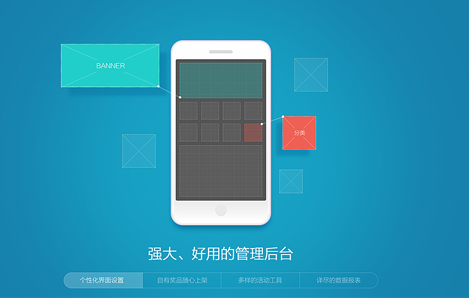 BANNER
分类
强大、好用的管理后台
个性化界面设置
自有奖品随心上架
多样的活动工具
详尽的数据报表